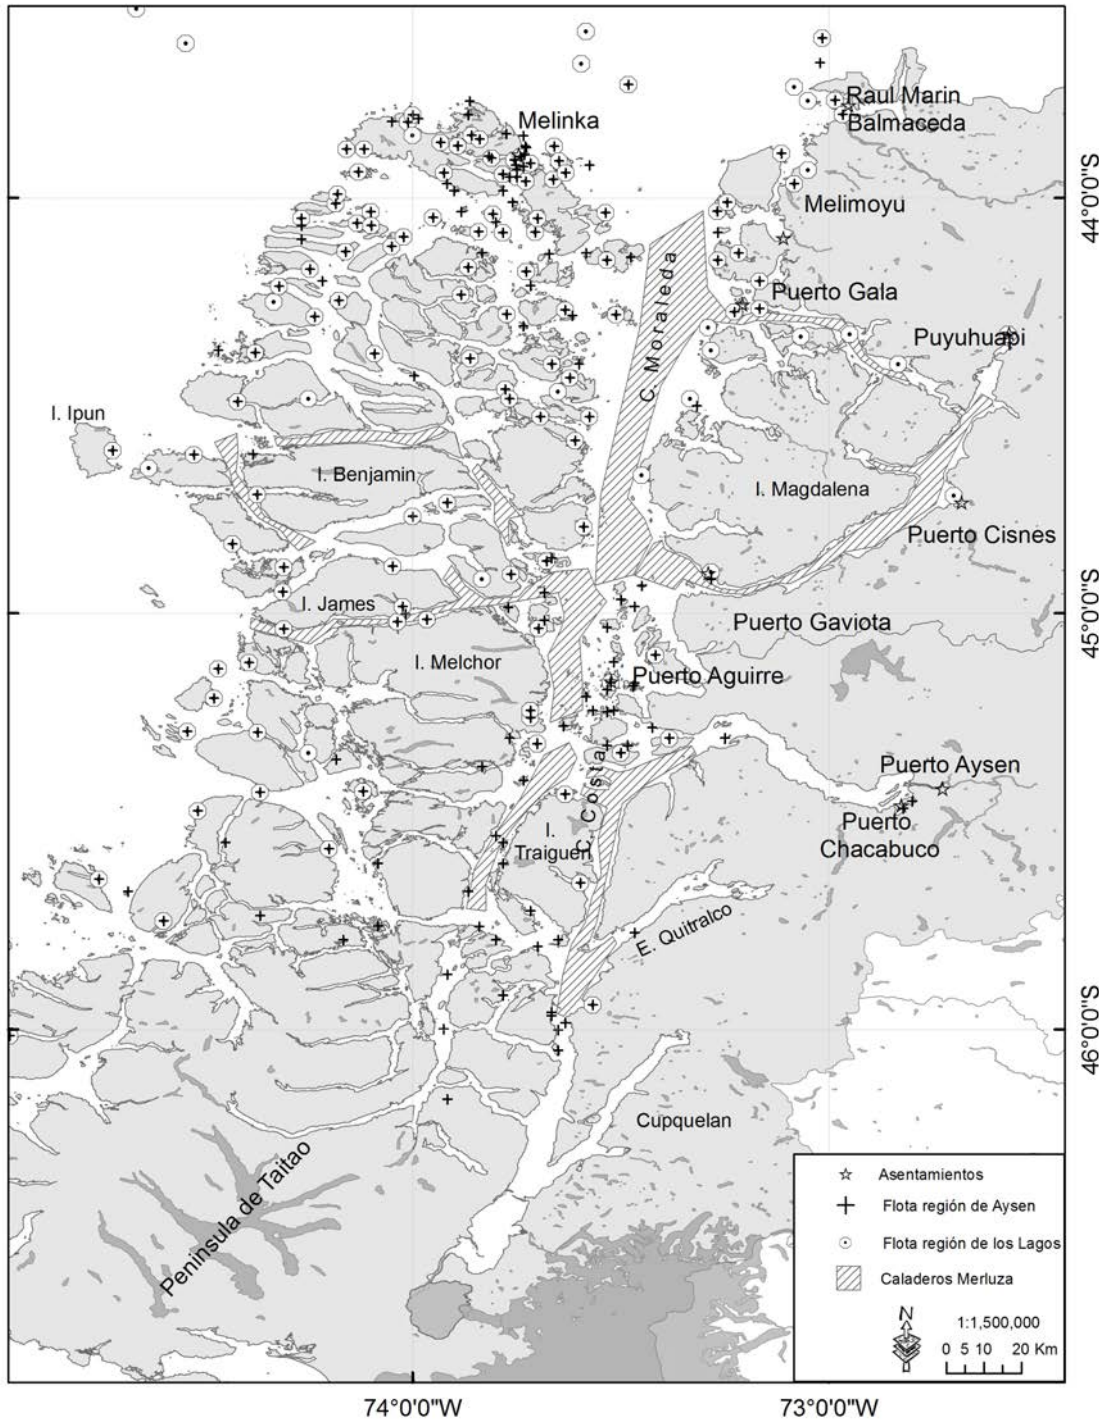 Raul Marin
Balmaceda
Melinka
44°0'0"S
Melimoyu
C. Moraleda
Puerto Gala
Puyuhuapi
I. Ipun
I. Benjamin
I. Magdalena
Puerto Cisnes
I. James
45°0'0"S
Puerto Gaviota
I. Melchor
Puerto Aguirre
C. Costa
Puerto Aysen
Puerto
Chacabuco
I.
Traiguen
E. Quitralco
46°0'0"S
Cupquelan
Peninsula de Taitao
Asentamientos
Flota región de Aysen
Flota región de los Lagos
Caladeros Merluza
N
1:1,500,000
0 5 10 20 Km
74°0'0"W
73°0'0"W